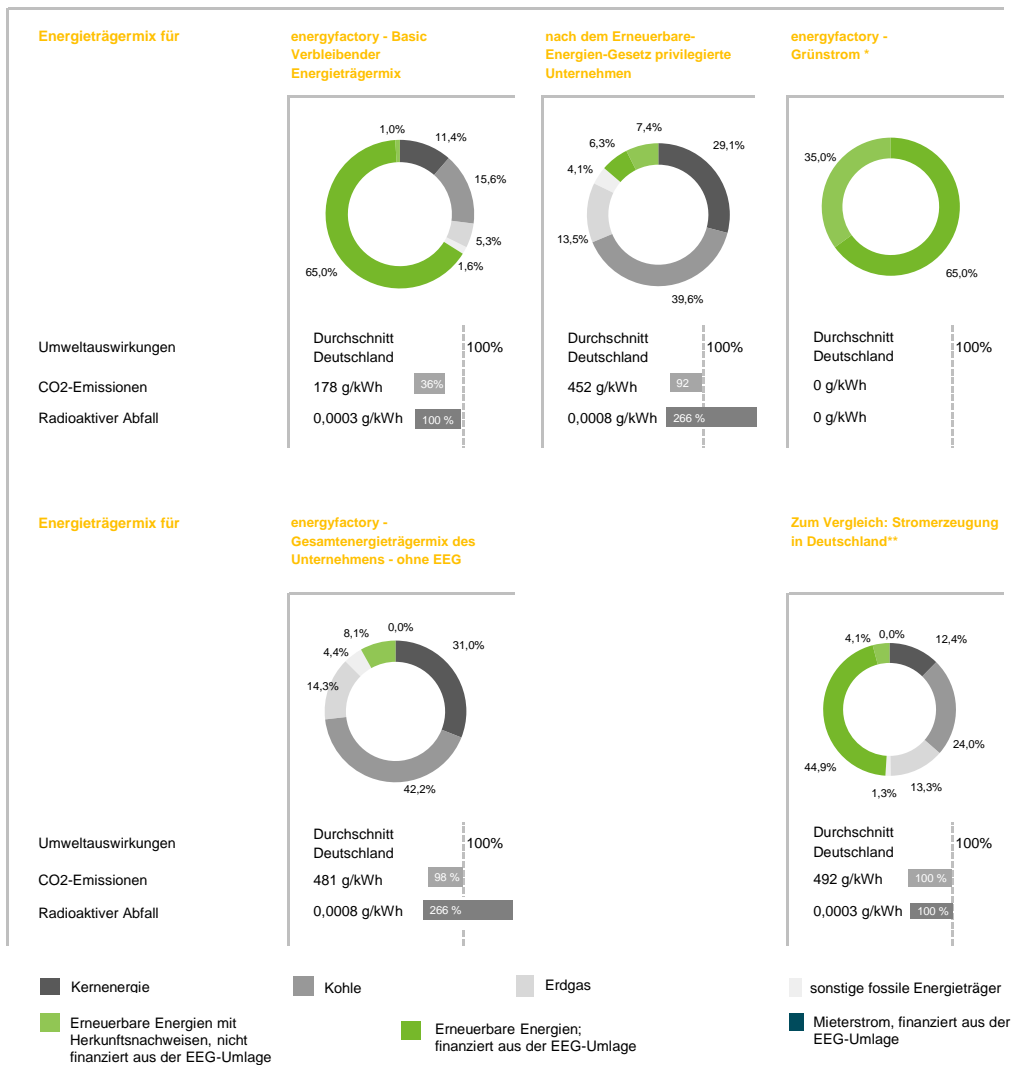 Energieträgermix für
energyfactory - Basic
Verbleibender
Energieträgermix
nach dem Erneuerbare-
Energien-Gesetz privilegierte
Unternehmen
energyfactory -
Grünstrom *
1,0%
11,4%
15,6%
5,3%
1,6%
65,0%
7,4%
6,3%
4,1%
13,5%
29,1%
39,6%
35,0%
65,0%
Umweltauswirkungen
Durchschnitt
Deutschland
100%
Durchschnitt
Deutschland
100%
Durchschnitt
Deutschland
100%
CO2-Emissionen
178 g/kWh
36%
452 g/kWh
92
0 g/kWh
Radioaktiver Abfall
0,0003 g/kWh
100 %
0,0008 g/kWh
266 %
0 g/kWh
Energieträgermix für
energyfactory -
Gesamtenergieträgermix des
Unternehmens - ohne EEG
Zum Vergleich: Stromerzeugung
in Deutschland**
0,0%
8,1%
4,4%
14,3%
31,0%
42,2%
4,1%
0,0%
12,4%
24,0%
13,3%
1,3%
44,9%
Umweltauswirkungen
Durchschnitt
Deutschland
100%
Durchschnitt
Deutschland
100%
CO2-Emissionen
481 g/kWh
98 %
492 g/kWh
100 %
Radioaktiver Abfall
0,0008 g/kWh
266 %
0,0003 g/kWh
100 %
Kernenergie
Kohle
Erdgas
sonstige fossile Energieträger
Erneuerbare Energien mit
Herkunftsnachweisen, nicht
finanziert aus der EEG-Umlage
Erneuerbare Energien;
finanziert aus der EEG-Umlage
Mieterstrom, finanziert aus der
EEG-Umlage